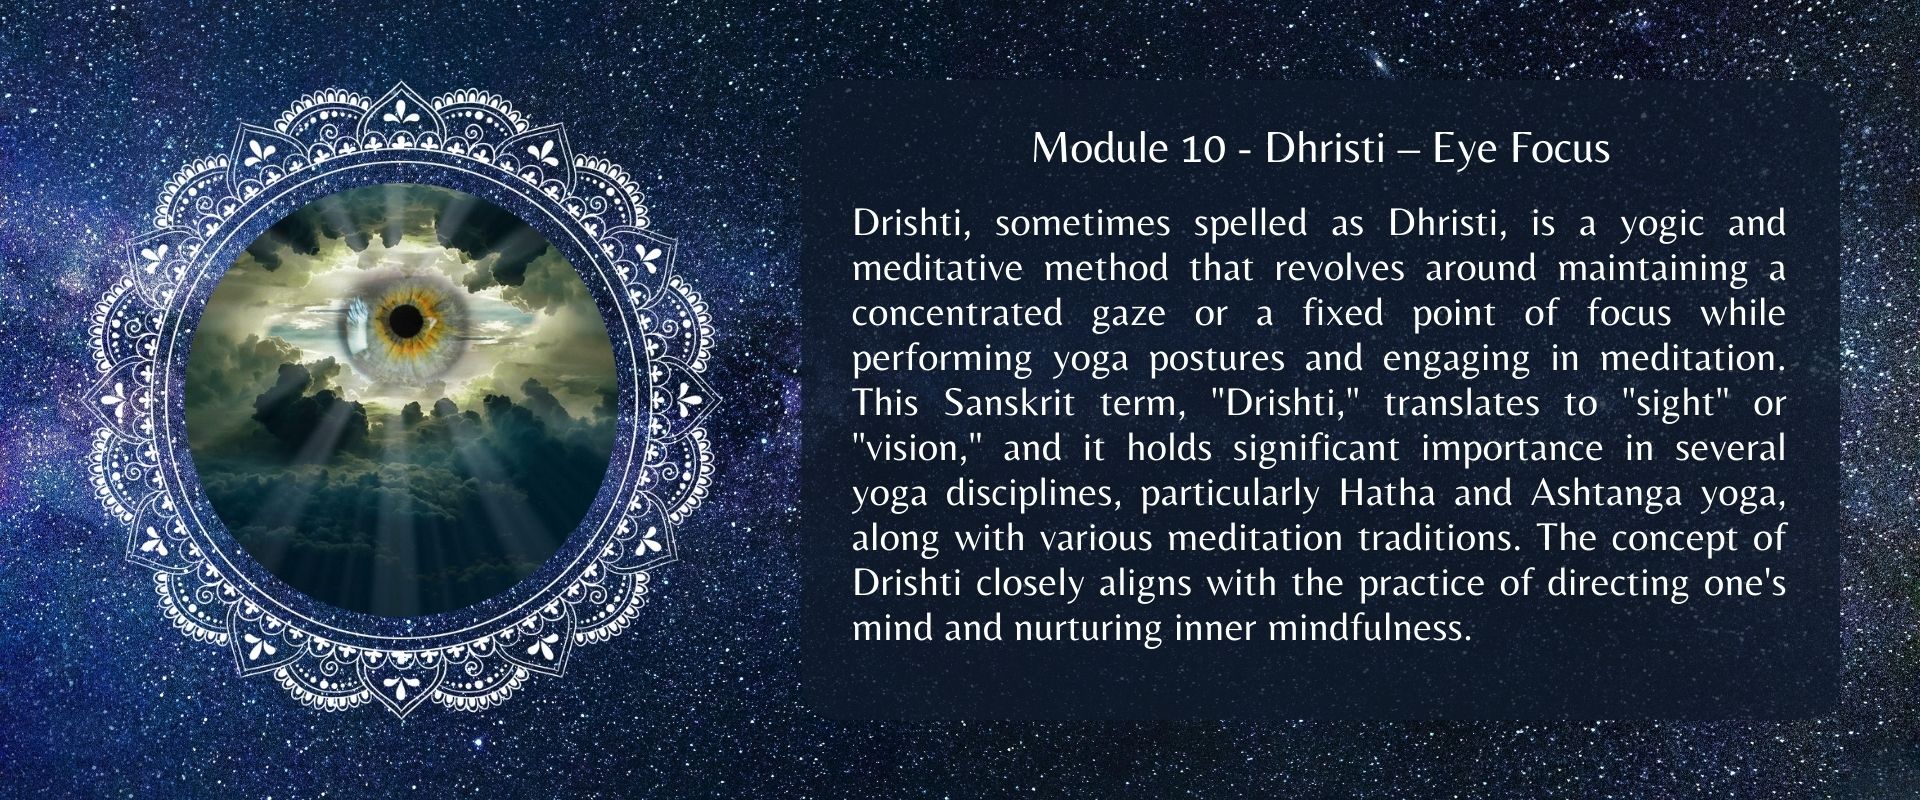 Module 10 - Dhristi – Eye Focus
Drishti, sometimes spelled as Dhristi, is a yogic and
meditative method that revolves around maintaining a
concentrated gaze or a fixed point of focus while
performing yoga postures and engaging in meditation.
This Sanskrit term, "Drishti," translates to "sight" or
"vision," and it holds significant importance in several
yoga disciplines, particularly Hatha and Ashtanga yoga,
along with various meditation traditions. The concept of
Drishti closely aligns with the practice of directing one's
mind and nurturing inner mindfulness.